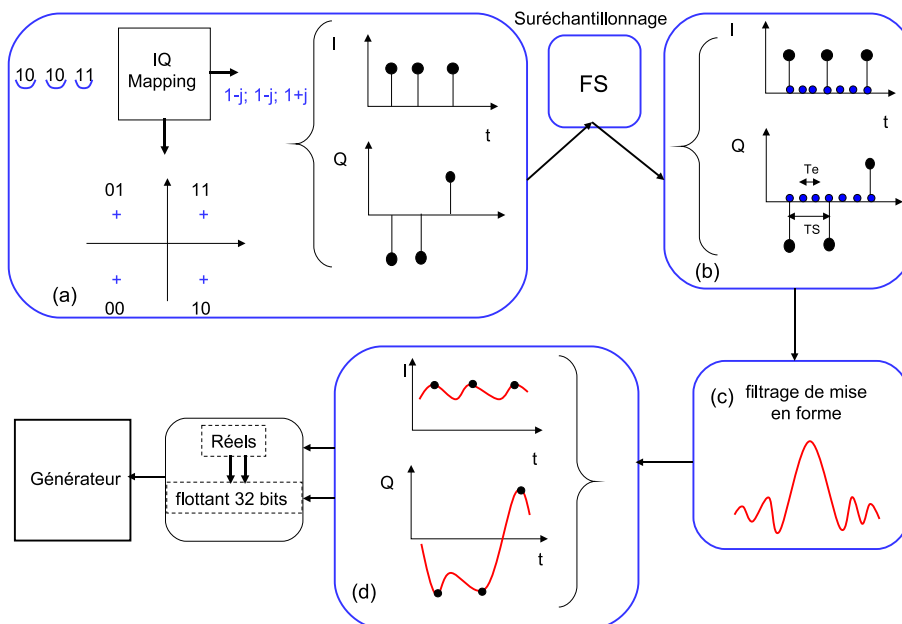 10 10 11
IQ
Mapping
1-j; 1-j; 1+j
01
11
00
10
(a)
I
t
Q
Suréchantillonnage
FS
I
t
Q
Te
TS
(b)
(c)
filtrage de mise
en forme
I
t
Q
t
(d)
Réels
flottant 32 bits
Générateur